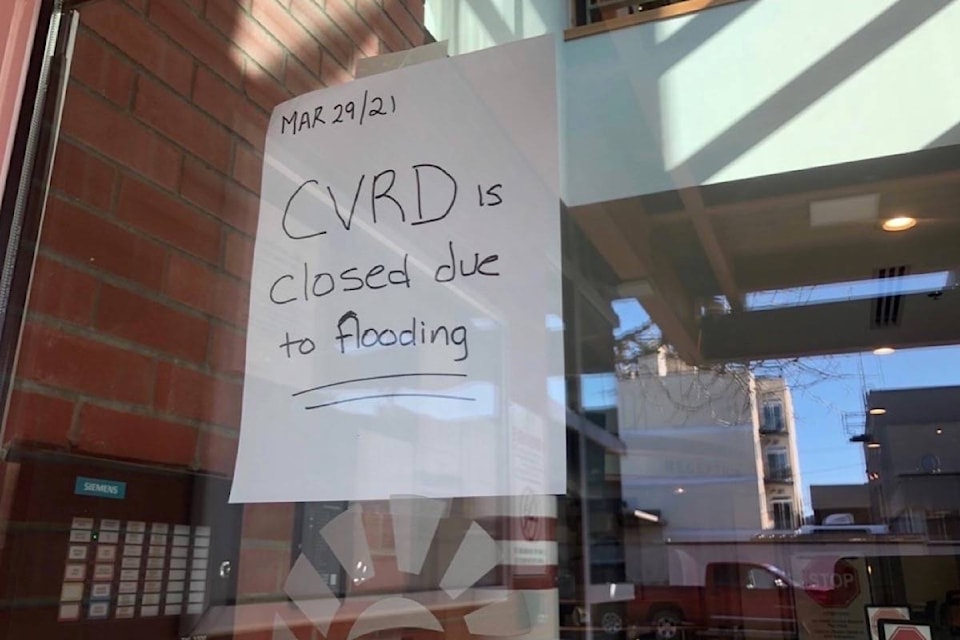 MAR 29/21
CVRD is
closed due
to flooding
SIEMENS
STOP